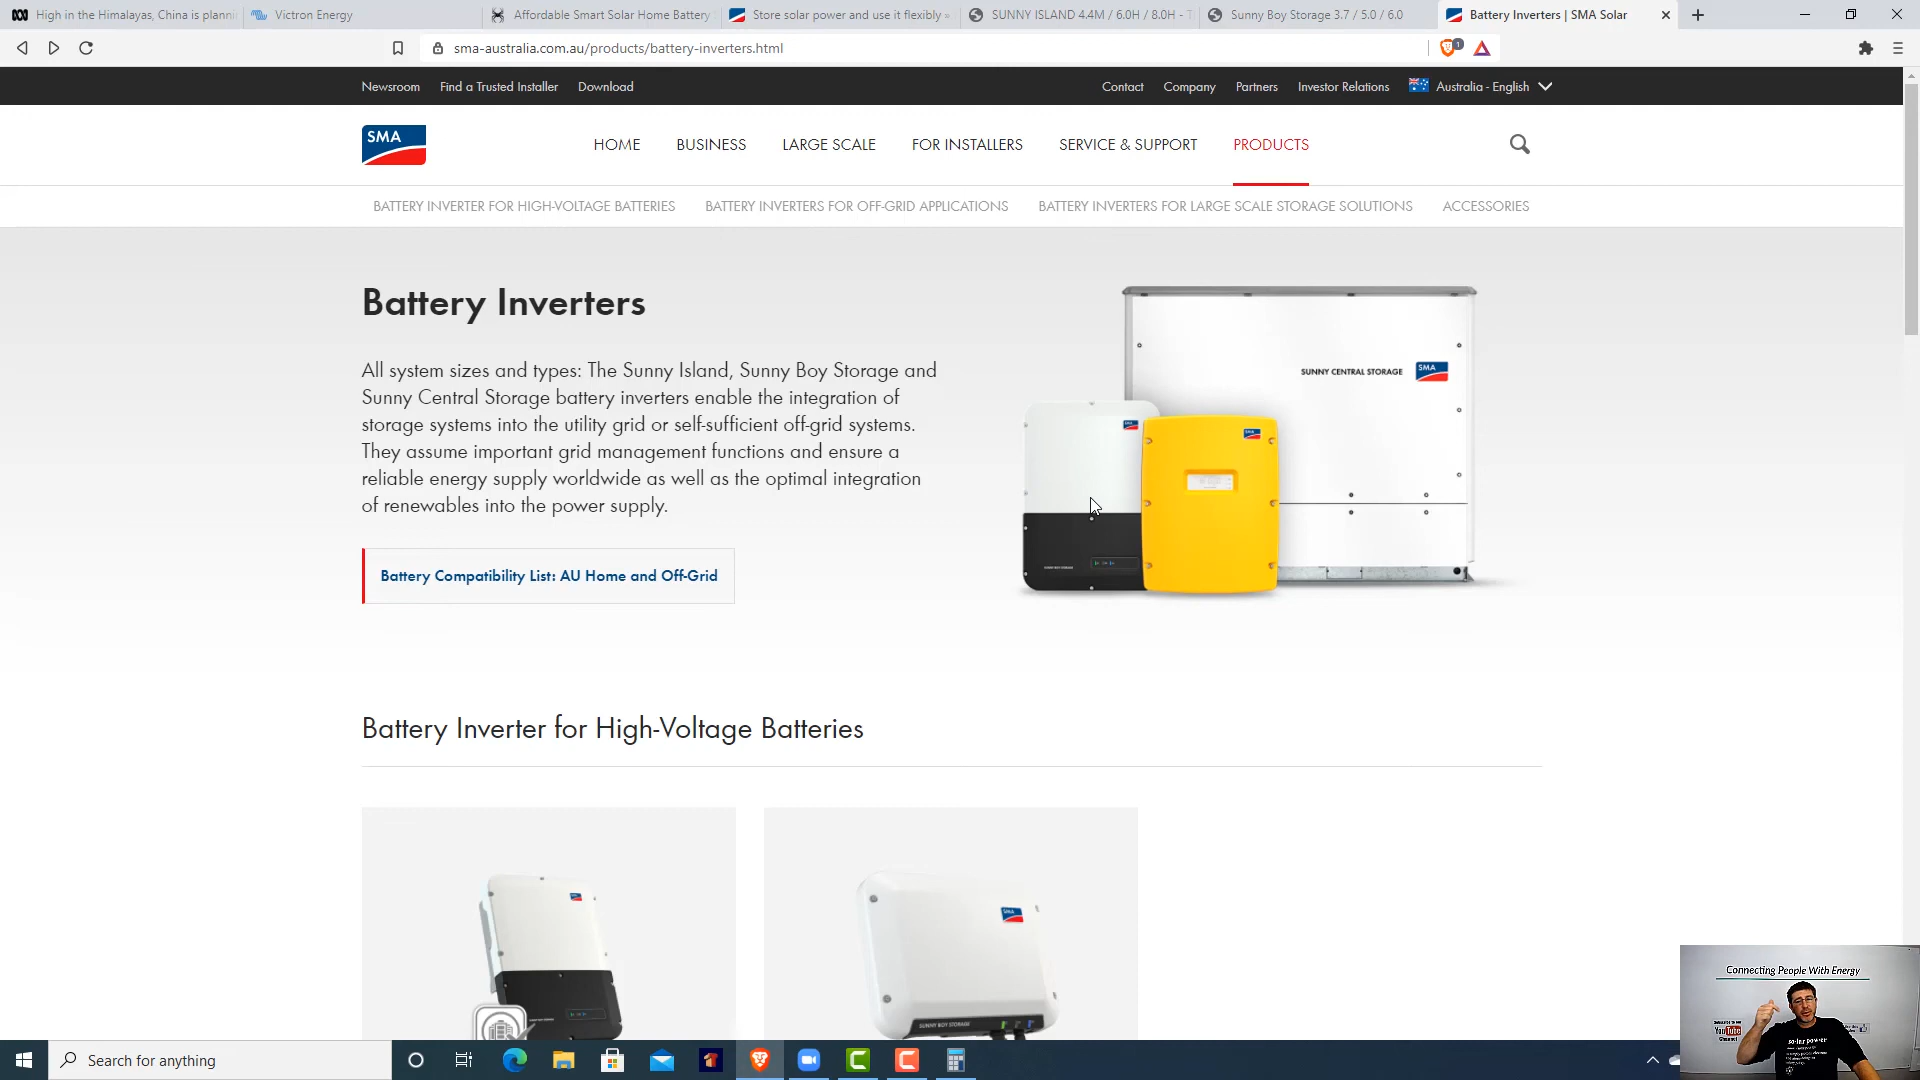 High in the Himalayas, China is planni
Victron Energy
Affordable Smart Solar Home Battery
Store solar power and use it flexibly »
SUNNY ISLAND 4.4M / 6.0H / 8.0H - T
Sunny Boy Storage 3.7 / 5.0 / 6.0
Battery Inverters | SMA Solar
sma-australia.com.au/products/battery-inverters.html
1
Newsroom
Find a Trusted Installer
Download
Contact
Company
Partners
Investor Relations
Australia - English
SMA
HOME
BUSINESS
LARGE SCALE
FOR INSTALLERS
SERVICE & SUPPORT
PRODUCTS
BATTERY INVERTER FOR HIGH-VOLTAGE BATTERIES
BATTERY INVERTERS FOR OFF-GRID APPLICATIONS
BATTERY INVERTERS FOR LARGE SCALE STORAGE SOLUTIONS
ACCESSORIES
Battery Inverters
All system sizes and types: The Sunny Island, Sunny Boy Storage and
Sunny Central Storage battery inverters enable the integration of
storage systems into the utility grid or self-sufficient off-grid systems.
They assume important grid management functions and ensure a
reliable energy supply worldwide as well as the optimal integration
of renewables into the power supply.
Battery Compatibility List: AU Home and Off-Grid
SUNNY CENTRAL STORAGE
SMA
SUNNY BOY STORAGE
Battery Inverter for High-Voltage Batteries
SMA
SUNNY BOY STORAGE
Connecting People With Energy
YouTube
Channel
solar power
Search for anything